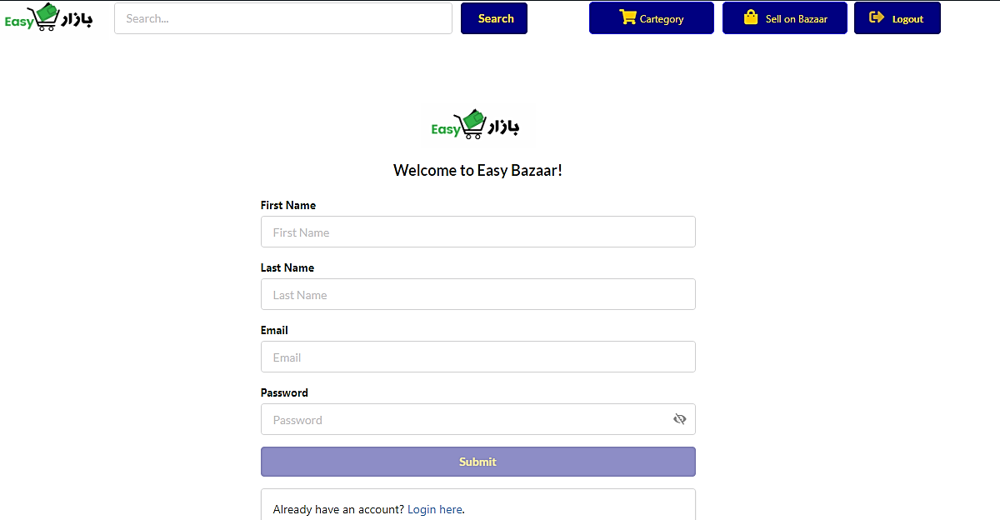 Easy بازار
Search...
Search
Cartegory
Sell on Bazaar
Logout
Easy بازار
Welcome to Easy Bazaar!
First Name
First Name
Last Name
Last Name
Email
Email
Password
Password
Submit
Already have an account? Login here.